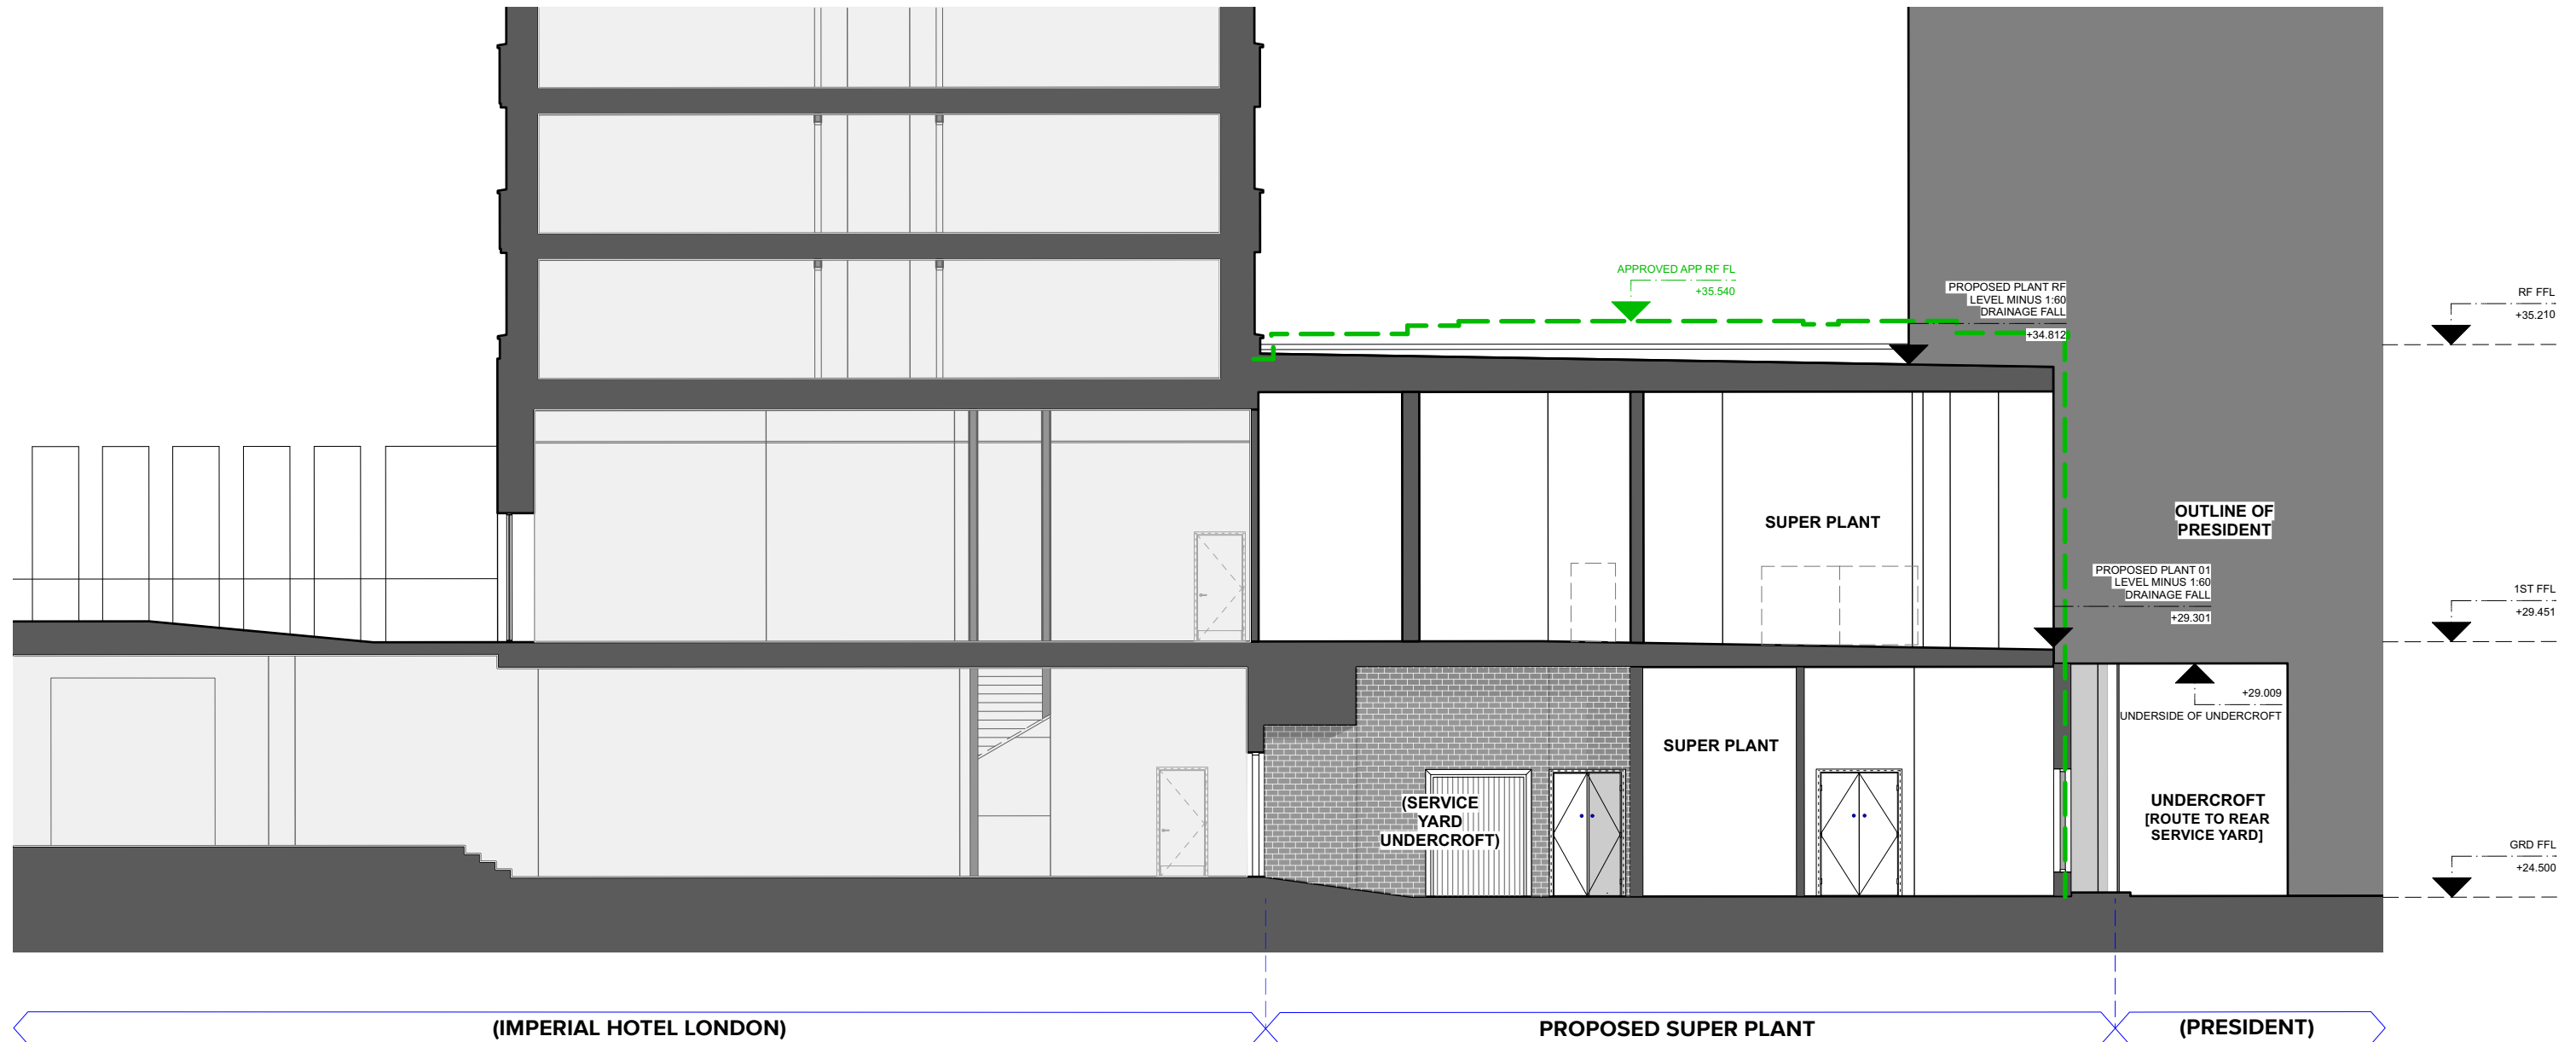 APPROVED APP RF FL
+35.540
PROPOSED PLANT RF
LEVEL MINUS 1:60
DRAINAGE FALL
+34.812
RF FFL
+35.210
SUPER PLANT
OUTLINE OF
PRESIDENT
PROPOSED PLANT 01
LEVEL MINUS 1:60
DRAINAGE FALL
+29.301
1ST FFL
+29.451
+29.009
UNDERSIDE OF UNDERCROFT
SUPER PLANT
(SERVICE
YARD
UNDERCROFT)
UNDERCROFT
[ROUTE TO REAR
SERVICE YARD]
GRD FFL
+24.500
(IMPERIAL HOTEL LONDON)
PROPOSED SUPER PLANT
(PRESIDENT)